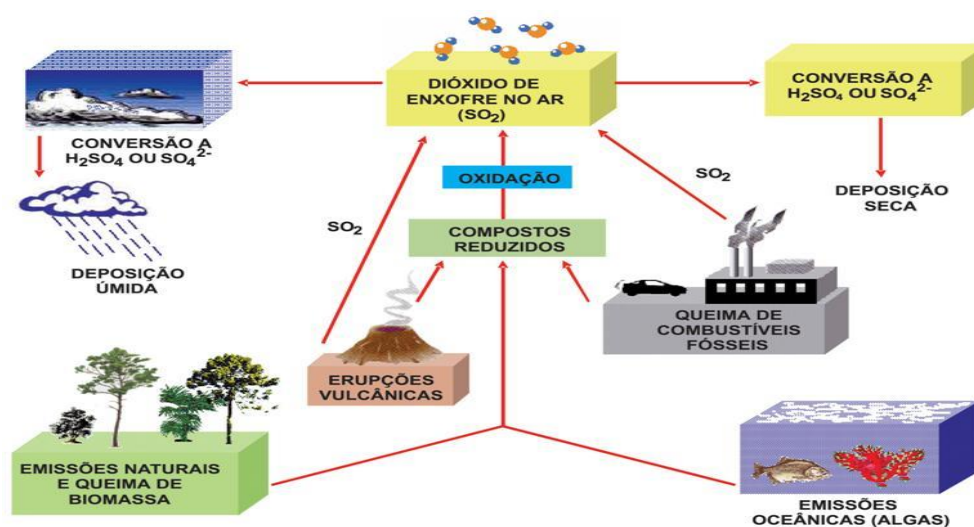 DIÓXIDO DE
ENXOFRE NO AR
(SO₂)
CONVERSÃO A
H₂SO₄ OU SO₄²⁻
CONVERSÃO A
H₂SO₄ OU SO₄²⁻
OXIDAÇÃO
SO₂
DEPOSIÇÃO
SECA
SO₂
COMPOSTOS
REDUZIDOS
DEPOSIÇÃO
ÚMIDA
QUEIMA DE
COMBUSTÍVEIS
FÓSSEIS
ERUPÇÕES
VULCÂNICAS
EMISSÕES NATURAIS
E QUEIMA DE
BIOMASSA
EMISSÕES
OCEÂNICAS (ALGAS)